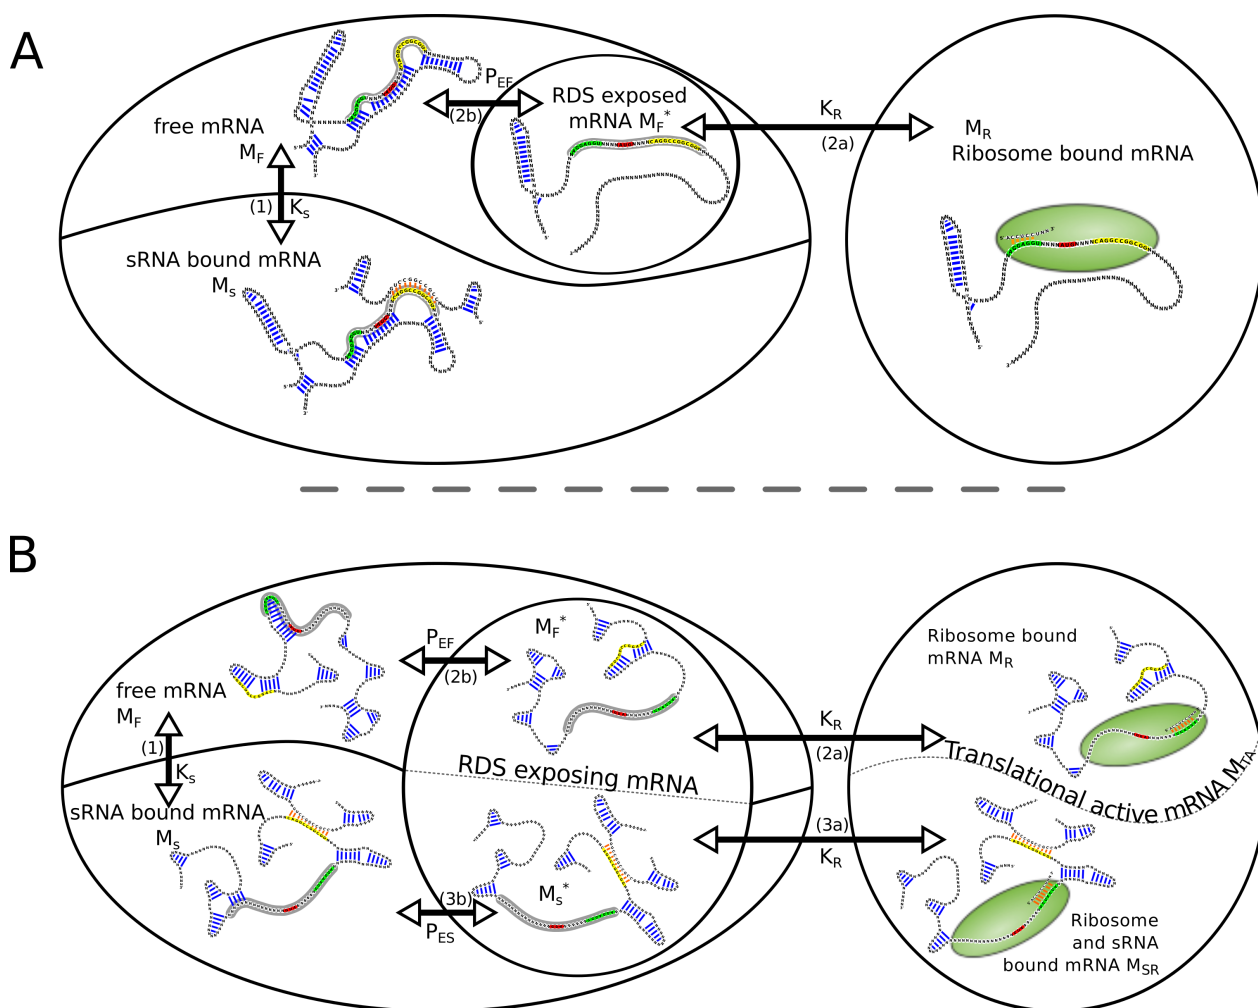 A
P_EF
(2b)
RDS exposed
mRNA M_F*
K_R
(2a)
free mRNA
M_F
(1) K_S
sRNA bound mRNA
M_S
M_R
Ribosome bound mRNA
B
P_EF
(2b)
M_F*
free mRNA
M_F
(1)
K_S
sRNA bound mRNA
M_s
RDS exposing mRNA
M_s*
(3b)
P_ES
K_R
(2a)
(3a)
K_R
Ribosome bound
mRNA M_R
Translational active mRNA M_TA
Ribosome
and sRNA
bound mRNA M_SR